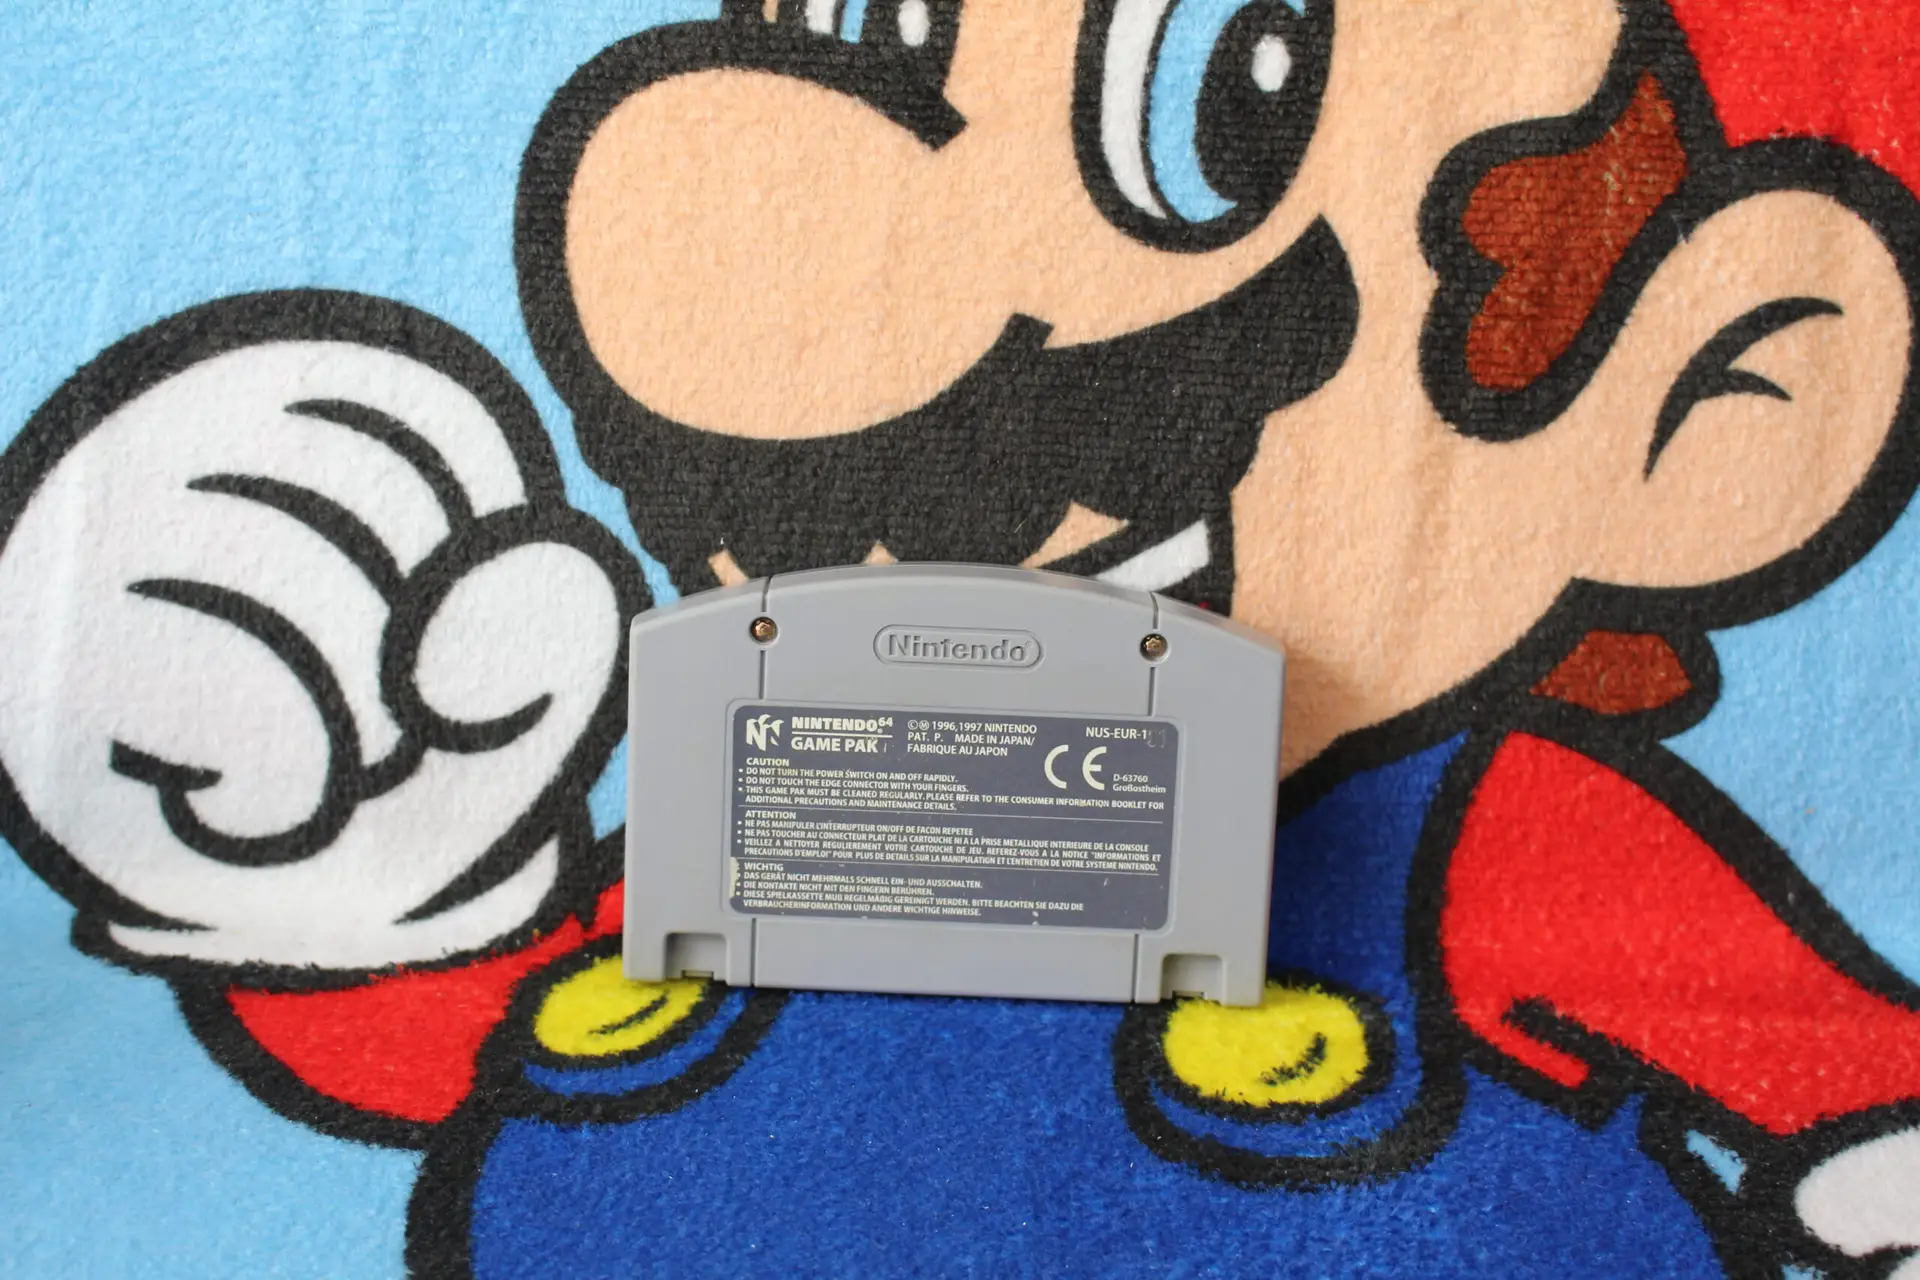 Nintendo
NINTENDO 64
GAME PAK
©Ⓜ 1996,1997 NINTENDO
PAT. P. MADE IN JAPAN/
FABRIQUE AU JAPON
NUS-EUR-1
CE
D-63760
Großostheim
CAUTION
• DO NOT TURN THE POWER SWITCH ON AND OFF RAPIDLY.
• DO NOT TOUCH THE EDGE CONNECTOR WITH YOUR FINGERS.
• THIS GAME PAK MUST BE CLEANED REGULARLY. PLEASE REFER TO THE CONSUMER INFORMATION BOOKLET FOR
ADDITIONAL PRECAUTIONS AND MAINTENANCE DETAILS.
ATTENTION
• NE PAS MANIPULER L'INTERRUPTEUR ON/OFF DE FACON REPETEE
• NE PAS TOUCHER AU CONNECTEUR PLAT DE LA CARTOUCHE NI A LA PRISE METALLIQUE INTERIEURE DE LA CONSOLE
• VEILLEZ A NETTOYER REGULIEREMENT VOTRE CARTOUCHE DE JEU. REFEREZ-VOUS A LA NOTICE "INFORMATIONS ET
PRECAUTIONS D'EMPLOI" POUR PLUS DE DETAILS SUR LA MANIPULATION ET L'ENTRETIEN DE VOTRE SYSTEME NINTENDO.
WICHTIG
• DAS GERÄT NICHT MEHRMALS SCHNELL EIN- UND AUSSCHALTEN.
• DIE KONTAKTE NICHT MIT DEN FINGERN BERÜHREN.
• DIESE SPIELKASSETTE MUß REGELMÄßIG GEREINIGT WERDEN. BITTE BEACHTEN SIE DAZU DIE
VERBRAUCHERINFORMATION UND ANDERE WICHTIGE HINWEISE.